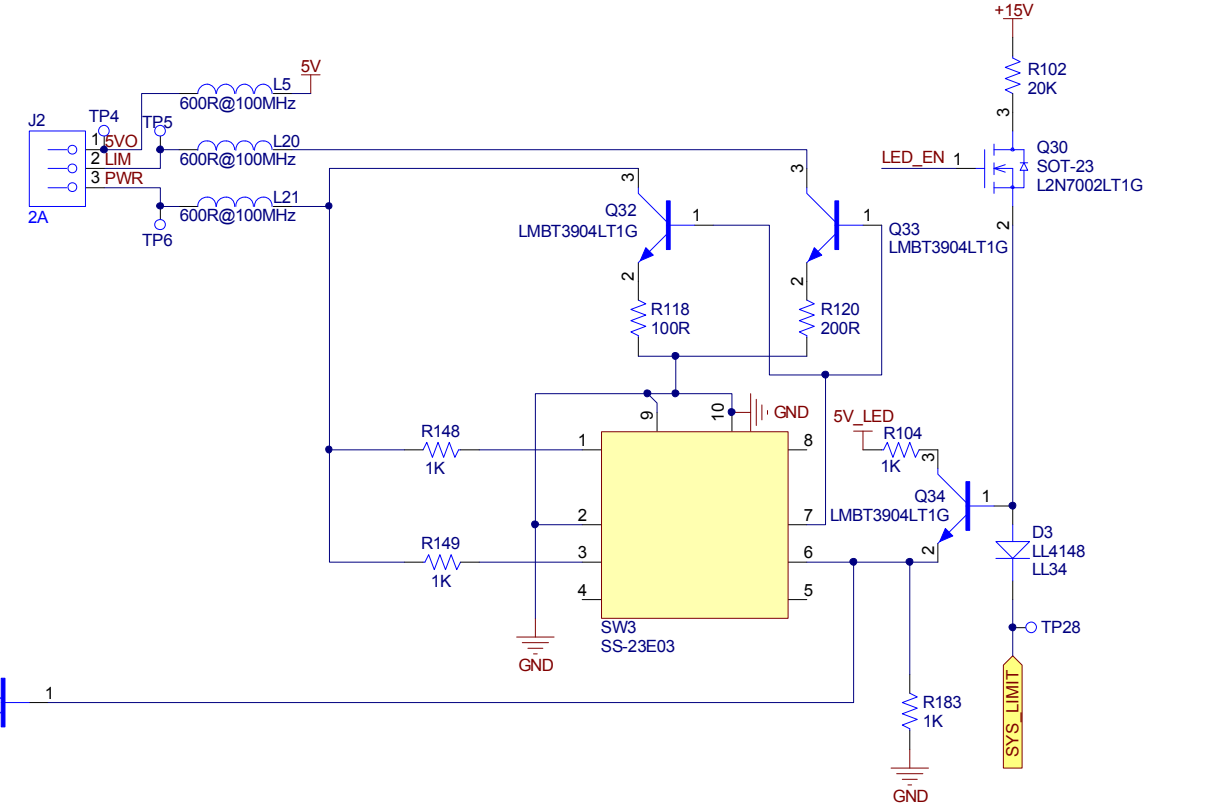 +15V
R102
20K
3
5V
L5
600R@100MHz
J2
TP4
TP5
1
5VO
2
LIM
3
PWR
2A
L20
600R@100MHz
L21
600R@100MHz
TP6
LED_EN
1
Q30
SOT-23
L2N7002LT1G
2
3
Q32
LMBT3904LT1G
1
2
3
1
Q33
LMBT3904LT1G
2
R118
100R
R120
200R
9
10
GND
5V_LED
R104
1K
3
R148
1K
1
8
Q34
LMBT3904LT1G
1
2
2
7
R149
1K
3
6
4
5
D3
LL4148
LL34
SW3
SS-23E03
GND
TP28
1
R183
1K
SYS_LIMIT
GND